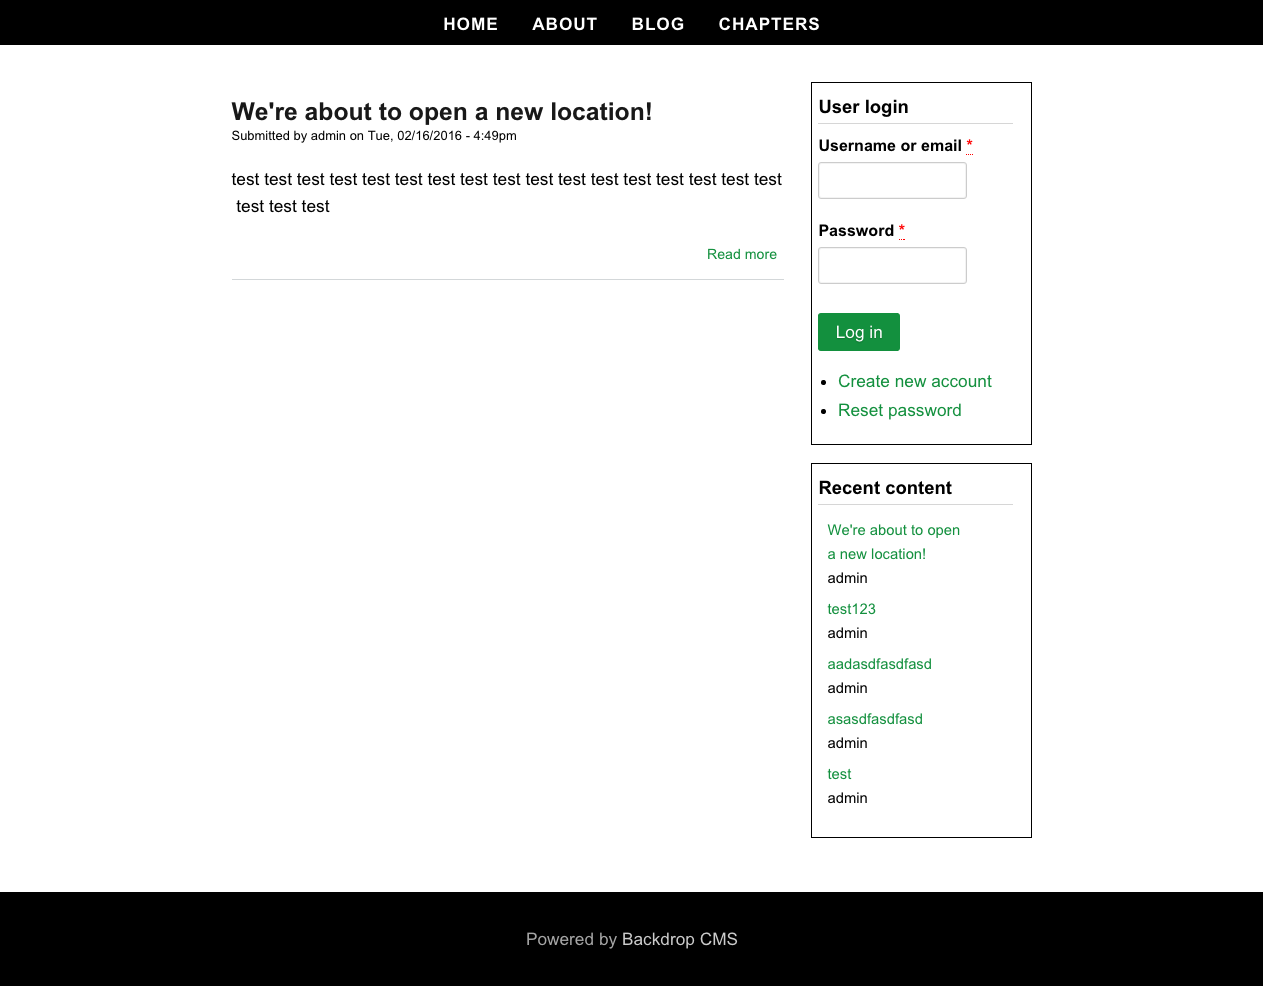 HOME ABOUT BLOG CHAPTERS
We're about to open a new location!
Submitted by admin on Tue, 02/16/2016 - 4:49pm
test test test test test test test test test test test test test test test test test
test test test
Read more
User login
Username or email *
Password *
Log in
Create new account
Reset password
Recent content
We're about to open
a new location!
admin
test123
admin
aadasdfasdfasd
admin
asasdfasdfasd
admin
test
admin
Powered by Backdrop CMS